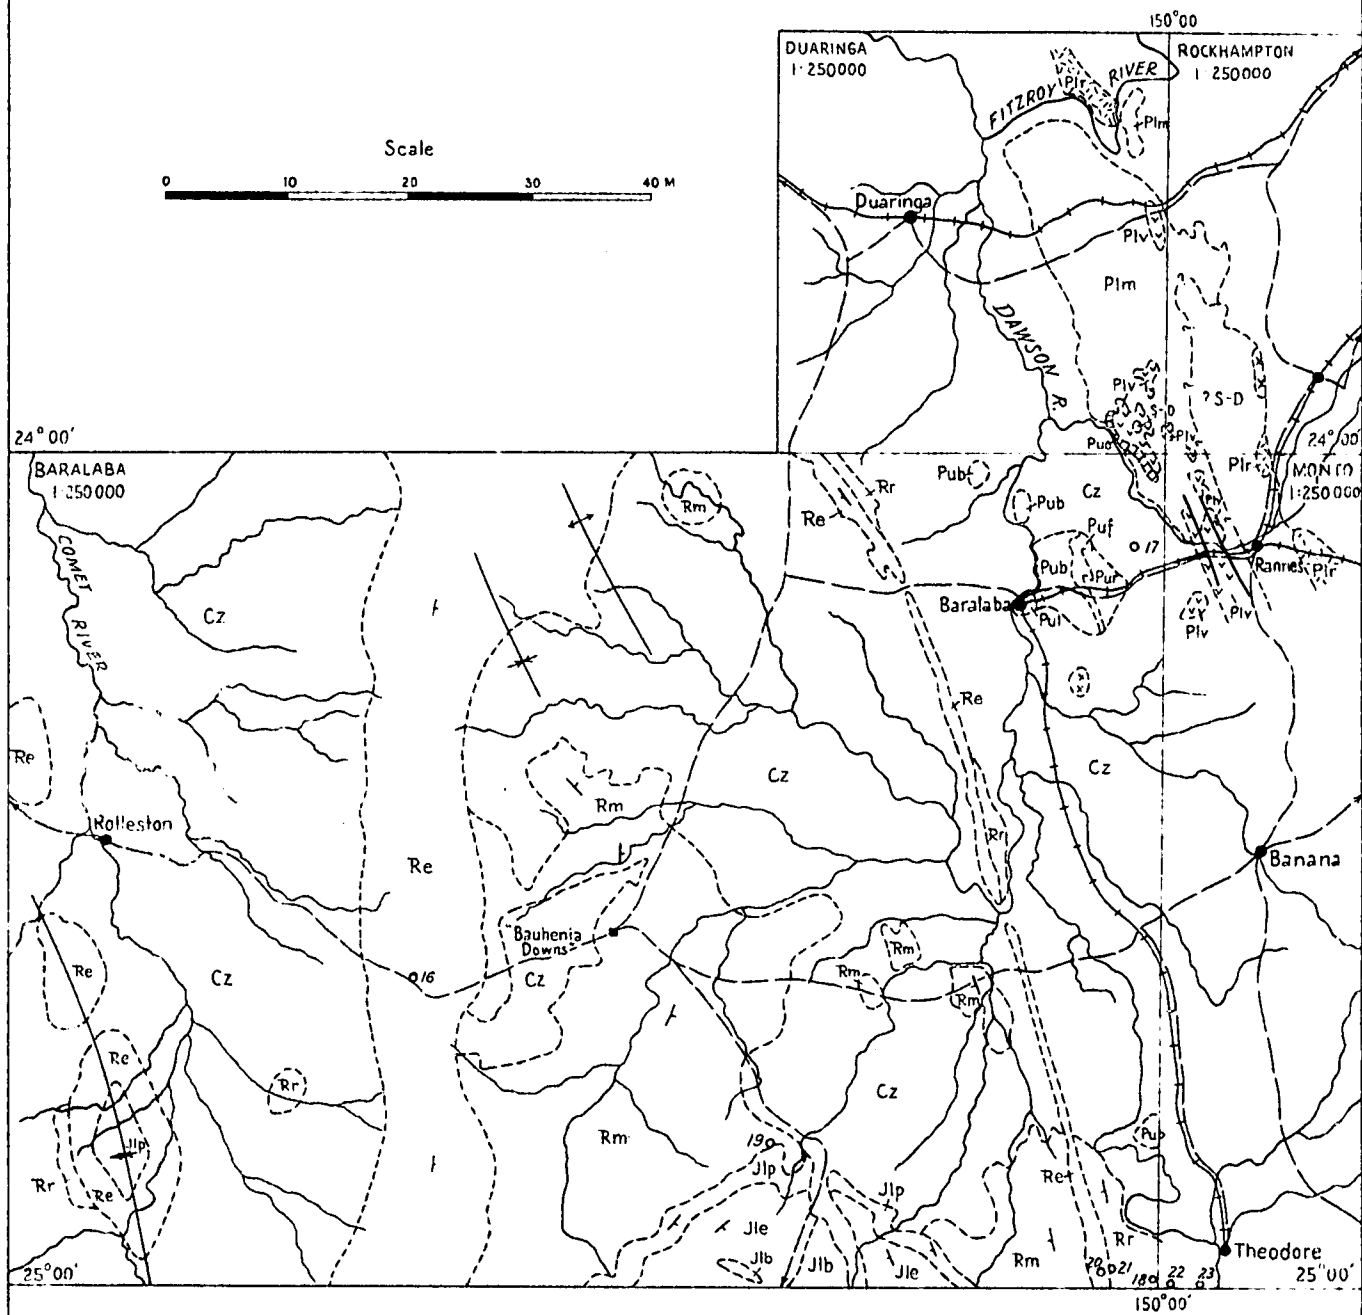 150°00'
DUARINGA
1:250000
ROCKHAMPTON
1:250000
Plr
FITZROY RIVER
Plm
Scale
0 10 20 30 40 M
Duaringa
Plv
Plm
DAWSON R.
Plv
S-D
?S-D
Plv
24°00'
24°00'
Plr
BARALABA
1:250000
MONTO
1:250000
Rm
Rr
Pub
Cz
Re
Pub
COMET RIVER
Puf
17
Pub
Pur
Rannes
Plr
Cz
Baralaba
Pul
Plv
Plv
Re
Re
Cz
Cz
Rm
Rolleston
Rr
Re
Banana
"Bauhenia
Downs"
Rm
Re
Cz
16
Cz
Rm
Rm
Re
Rr
Cz
Rm
19
Jlp
Jlp
Rr
Re
Jlp
Re
Jle
Rr
Jlb
Jlb
Jle
Rm
Theodore
25°00'
25°00'
20 21
18 22 23
150°00'